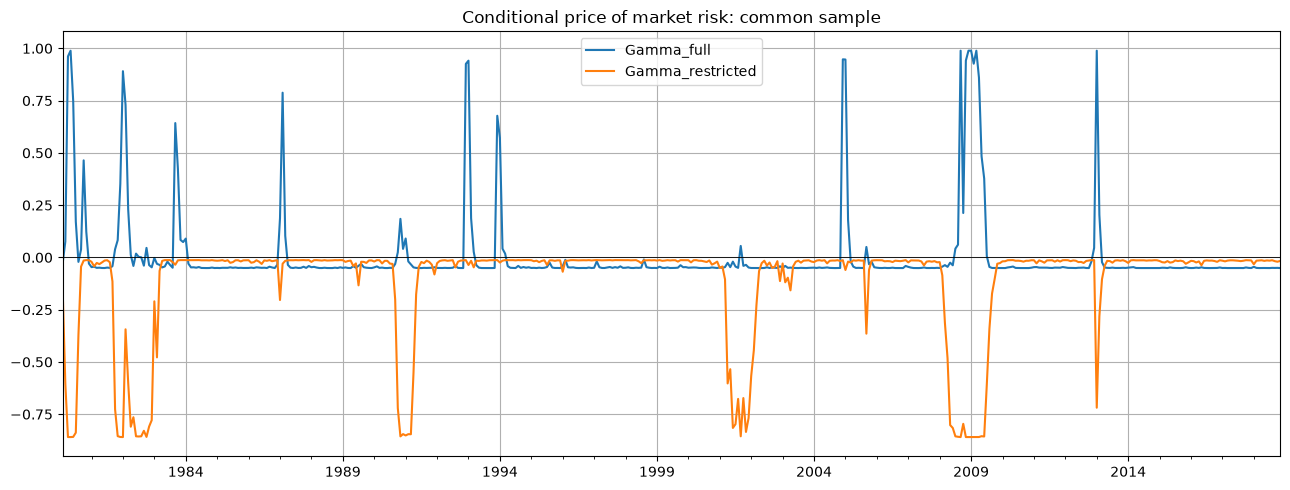 Conditional price of market risk: common sample
Gamma_full
Gamma_restricted
1.00
0.75
0.50
0.25
0.00
−0.25
−0.50
−0.75
1984 1989 1994 1999 2004 2009 2014